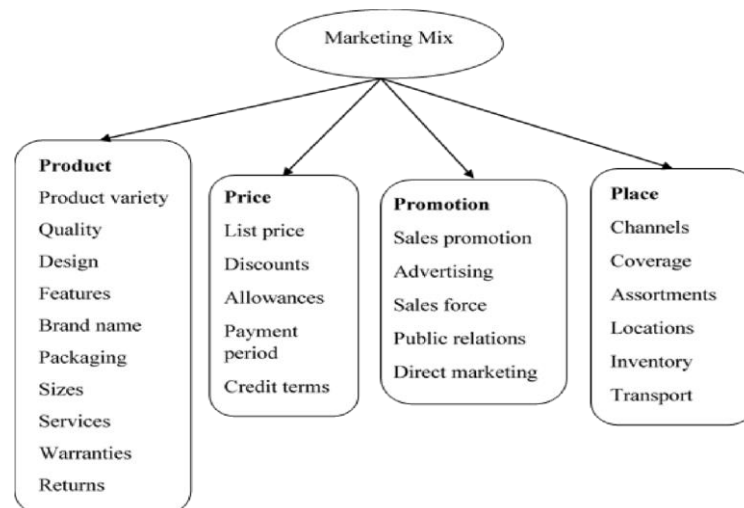 Marketing Mix
Product
Product variety
Quality
Design
Features
Brand name
Packaging
Sizes
Services
Warranties
Returns
Price
List price
Discounts
Allowances
Payment
period
Credit terms
Promotion
Sales promotion
Advertising
Sales force
Public relations
Direct marketing
Place
Channels
Coverage
Assortments
Locations
Inventory
Transport